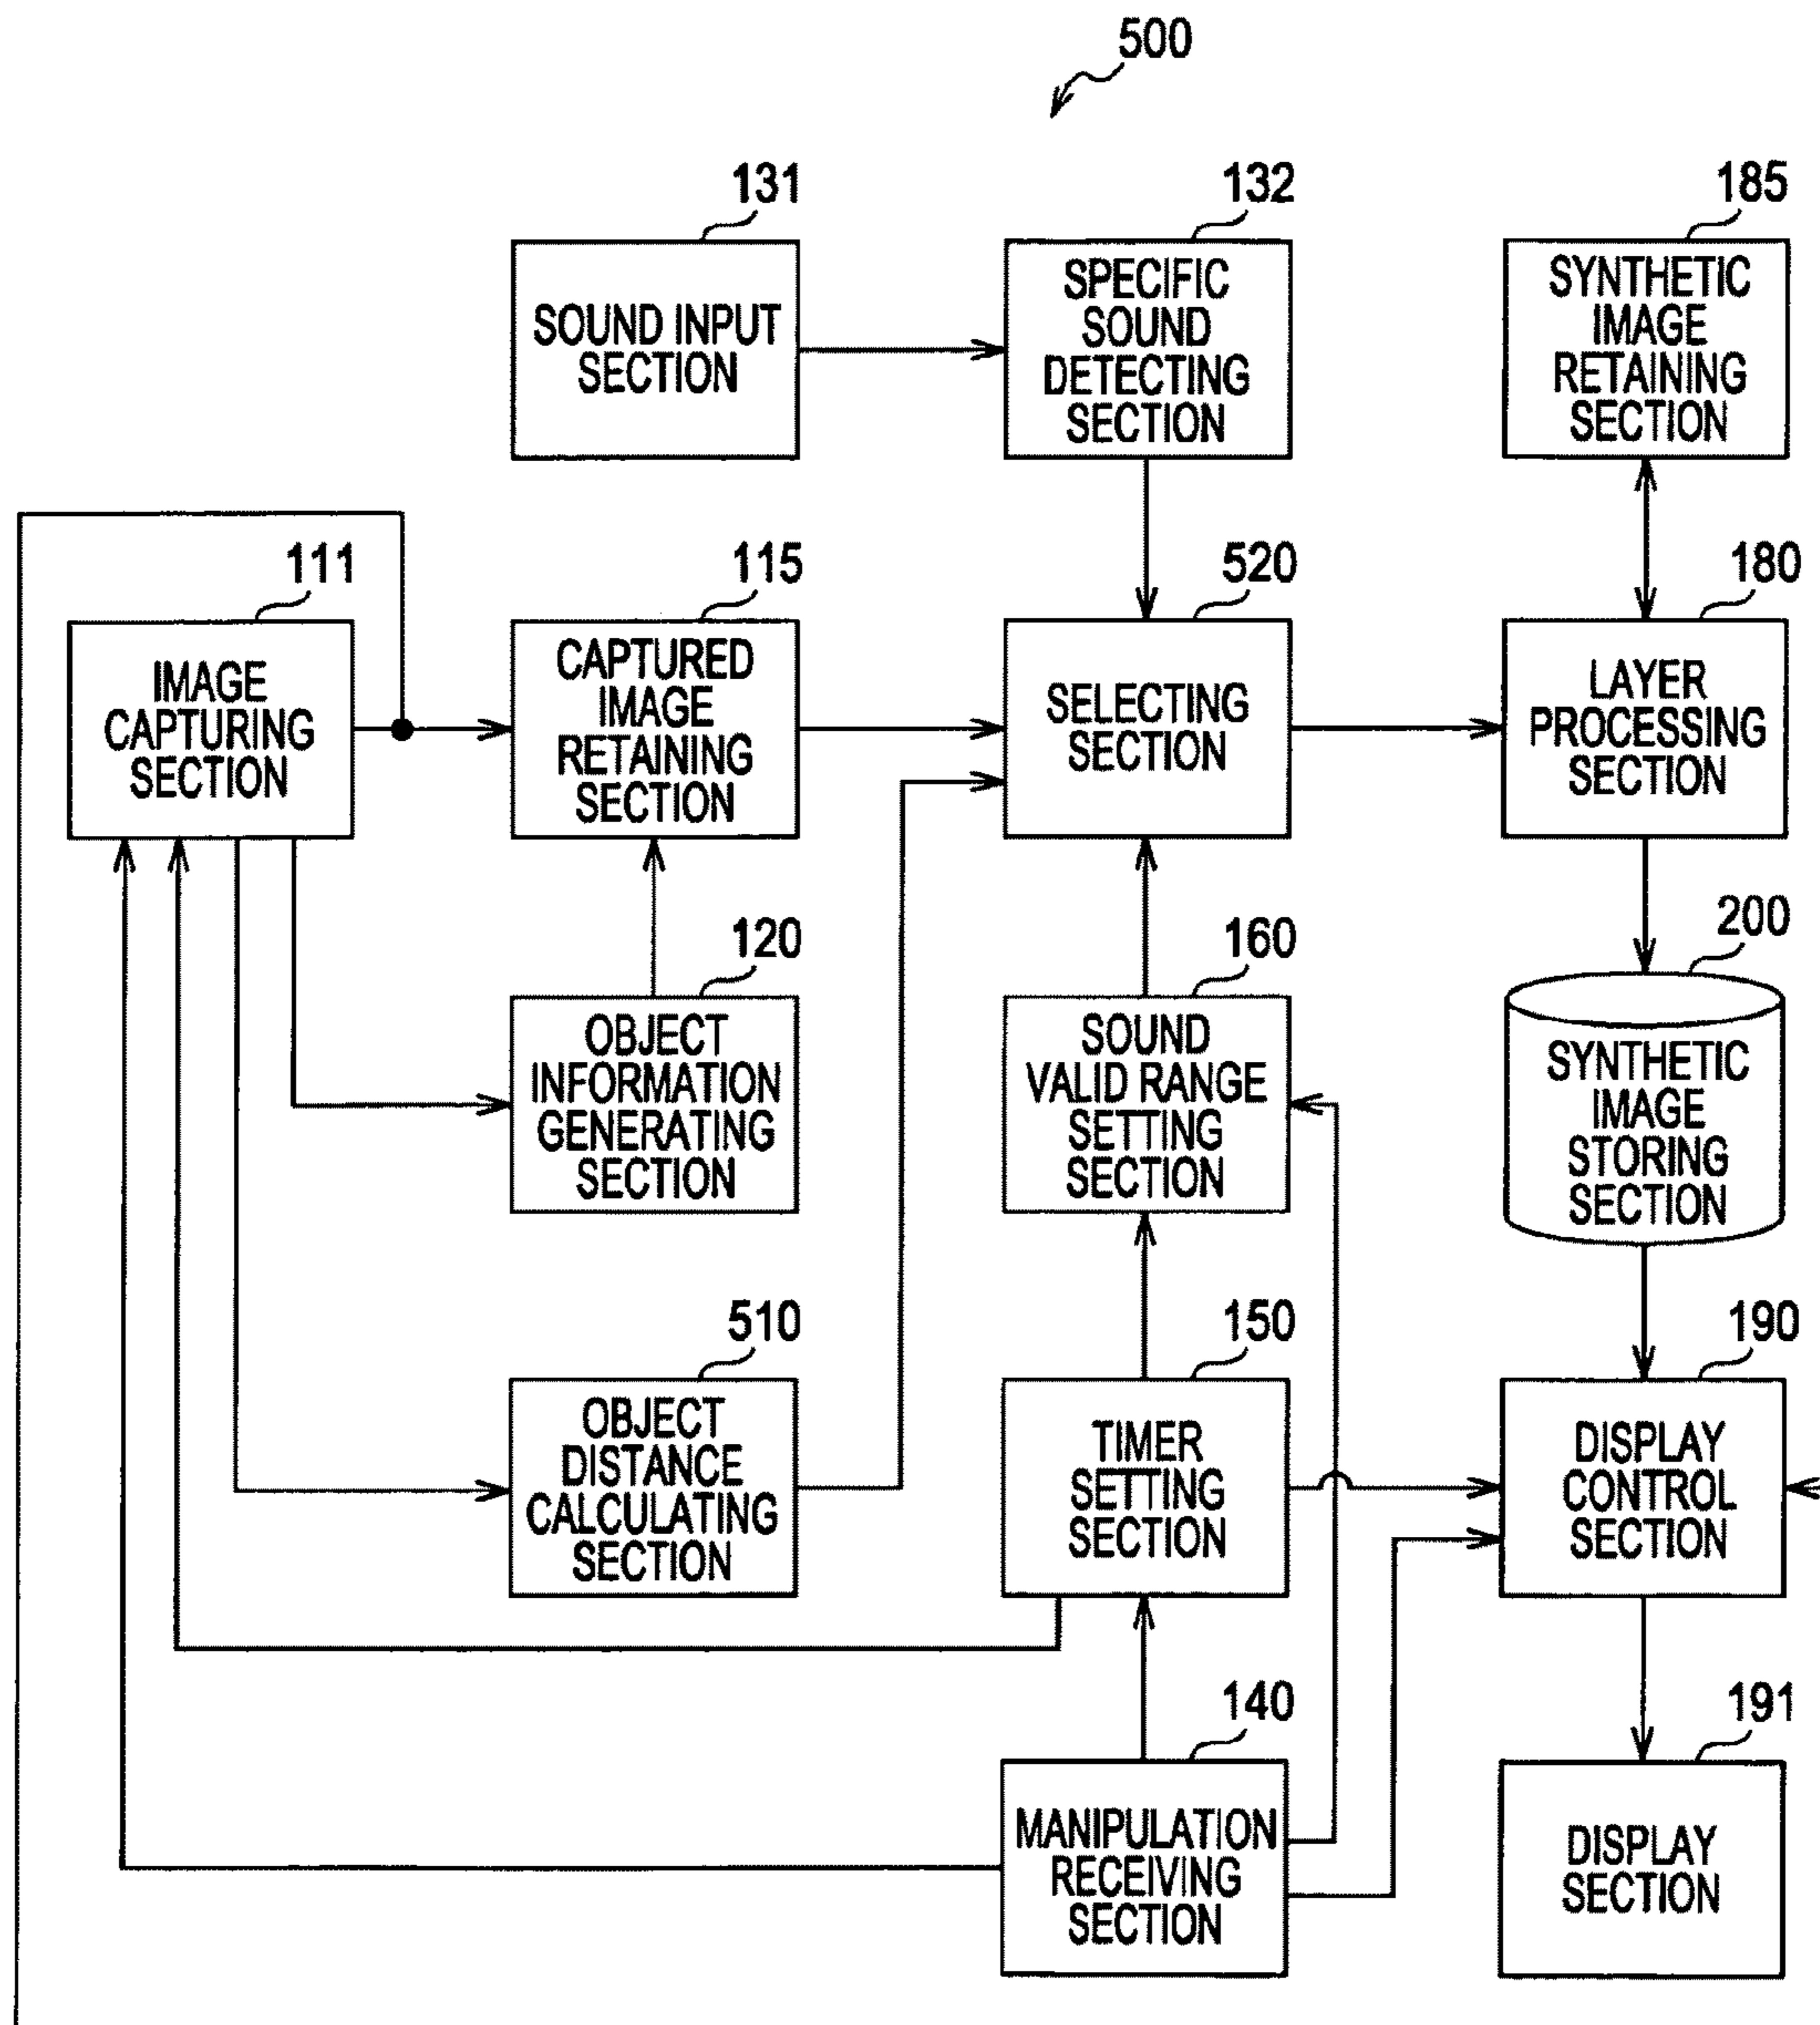 500
131
SOUND INPUT
SECTION
132
SPECIFIC
SOUND
DETECTING
SECTION
185
SYNTHETIC
IMAGE
RETAINING
SECTION
111
IMAGE
CAPTURING
SECTION
115
CAPTURED
IMAGE
RETAINING
SECTION
520
SELECTING
SECTION
180
LAYER
PROCESSING
SECTION
120
OBJECT
INFORMATION
GENERATING
SECTION
160
SOUND
VALID RANGE
SETTING
SECTION
200
SYNTHETIC
IMAGE
STORING
SECTION
510
OBJECT
DISTANCE
CALCULATING
SECTION
150
TIMER
SETTING
SECTION
190
DISPLAY
CONTROL
SECTION
140
MANIPULATION
RECEIVING
SECTION
191
DISPLAY
SECTION